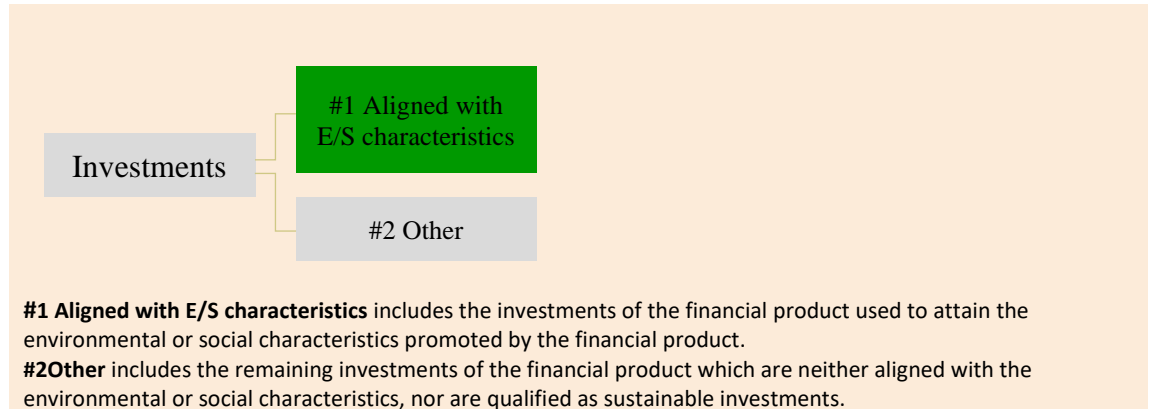 #1 Aligned with
E/S characteristics
Investments
#2 Other
#1 Aligned with E/S characteristics includes the investments of the financial product used to attain the
environmental or social characteristics promoted by the financial product.
#2Other includes the remaining investments of the financial product which are neither aligned with the
environmental or social characteristics, nor are qualified as sustainable investments.